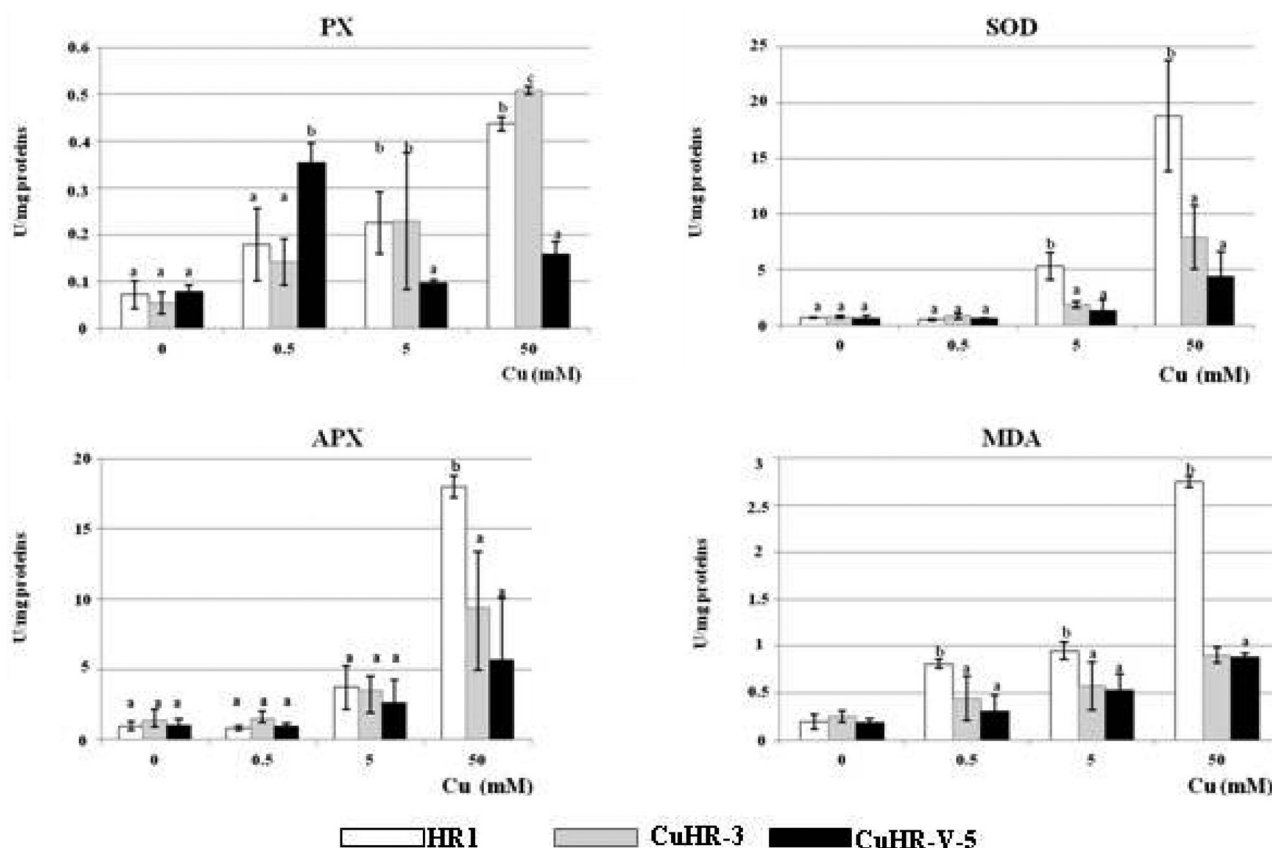 PX
0.6
0.5
0.4
0.3
0.2
0.1
0
U/mg proteins
a a a
a a b
b b a
b c a
0 0.5 5 50
Cu (mM)
SOD
25
20
15
10
5
0
U/mg proteins
a a a
a a a
b a a
b a a
0 0.5 5 50
Cu (mM)
APX
20
15
10
5
0
U/mg proteins
a a a
a a a
a a a
b a a
0 0.5 5 50
Cu (mM)
MDA
3
2.5
2
1.5
1
0.5
0
U/mg proteins
b a a
b a a
b a
0 0.5 5 50
Cu (mM)
HR1 CuHR-3 CuHR-V-5